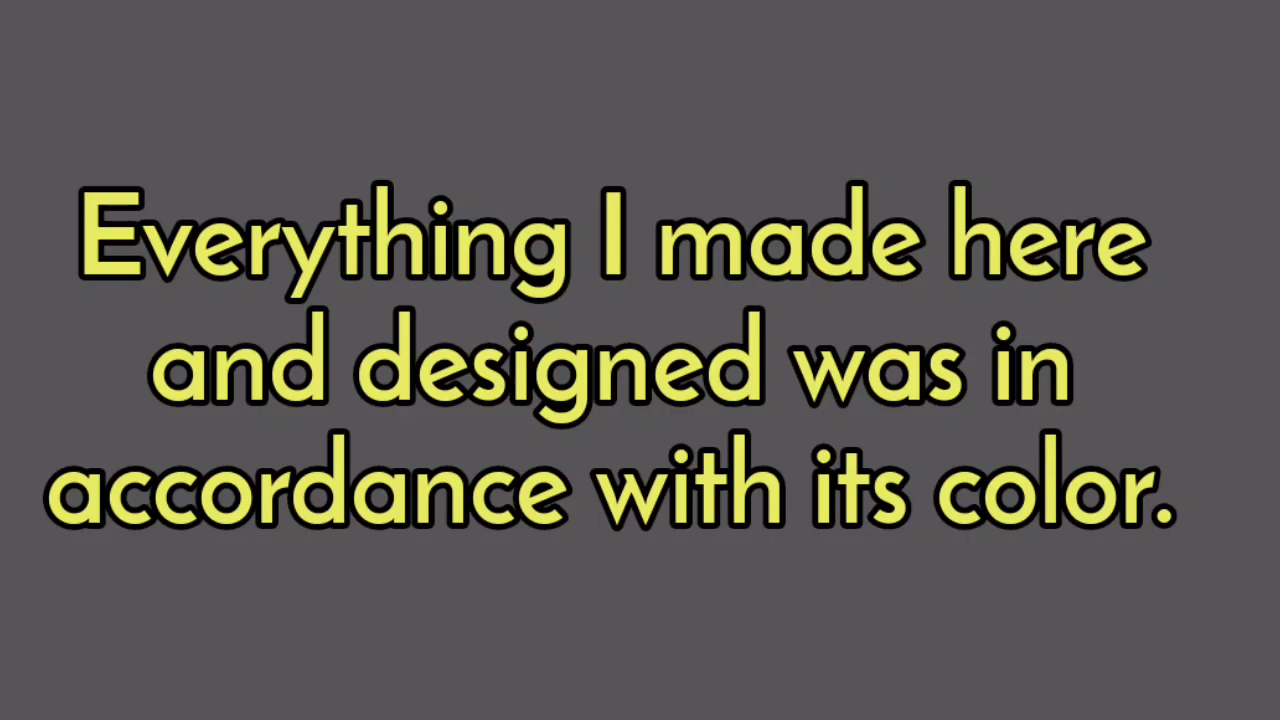 Everything I made here
and designed was in
accordance with its color.